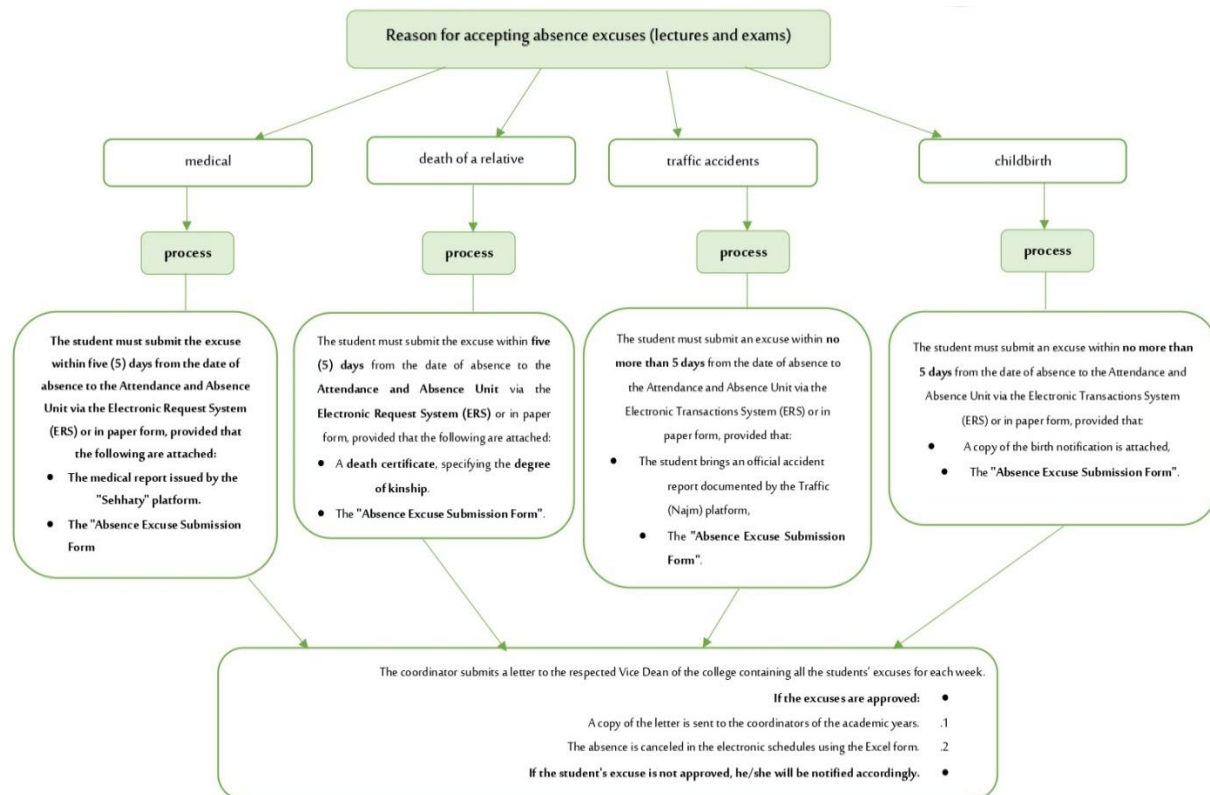 Reason for accepting absence excuses (lectures and exams)
medical
death of a relative
traffic accidents
childbirth
process
process
process
process
The student must submit the excuse
within five (5) days from the date of
absence to the Attendance and Absence
Unit via the Electronic Request System
(ERS) or in paper form, provided that
the following are attached:
● The medical report issued by the
"Sehhaty" platform.
● The "Absence Excuse Submission
Form
The student must submit the excuse within five
(5) days from the date of absence to the
Attendance and Absence Unit via the
Electronic Request System (ERS) or in paper
form, provided that the following are attached:
● A death certificate, specifying the degree
of kinship.
● The "Absence Excuse Submission Form".
The student must submit an excuse within no
more than 5 days from the date of absence to
the Attendance and Absence Unit via the
Electronic Transactions System (ERS) or in
paper form, provided that:
● The student brings an official accident
report documented by the Traffic
(Najm) platform,
● The "Absence Excuse Submission
Form".
The student must submit an excuse within no more than
5 days from the date of absence to the Attendance and
Absence Unit via the Electronic Transactions System
(ERS) or in paper form, provided that:
● A copy of the birth notification is attached,
● The "Absence Excuse Submission Form".
The coordinator submits a letter to the respected Vice Dean of the college containing all the students' excuses for each week.
If the excuses are approved: ●
A copy of the letter is sent to the coordinators of the academic years. .1
The absence is canceled in the electronic schedules using the Excel form. .2
If the student's excuse is not approved, he/she will be notified accordingly. ●